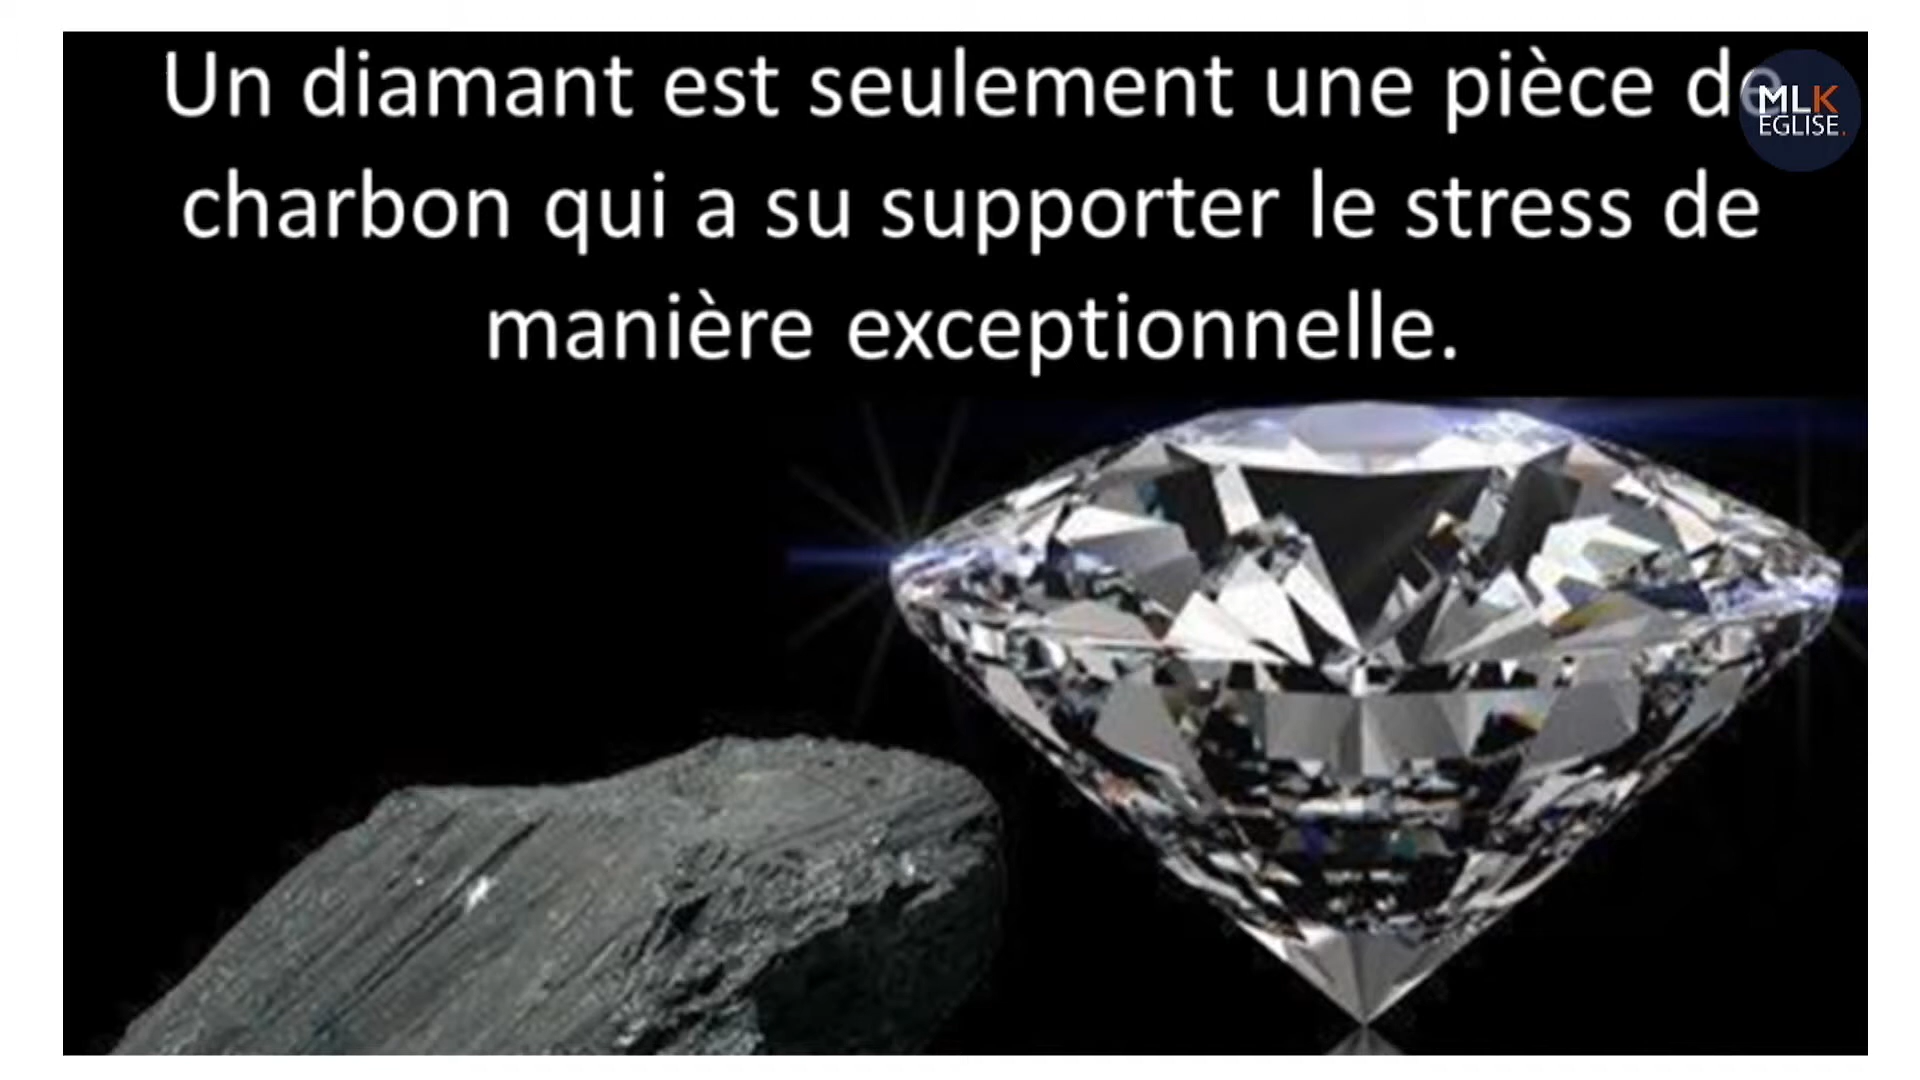 Un diamant est seulement une pièce de
charbon qui a su supporter le stress de
manière exceptionnelle.
MLK
EGLISE.